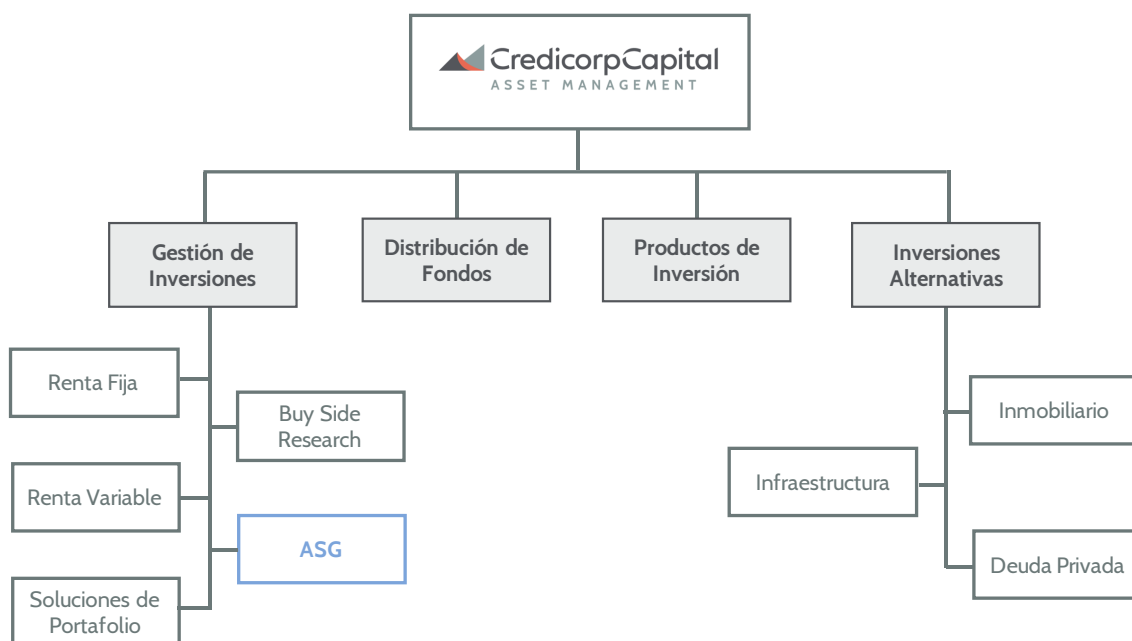 CredicorpCapital
ASSET MANAGEMENT
Gestión de
Inversiones
Distribución de
Fondos
Productos de
Inversión
Inversiones
Alternativas
Renta Fija
Buy Side
Research
Renta Variable
ASG
Soluciones de
Portafolio
Inmobiliario
Infraestructura
Deuda Privada